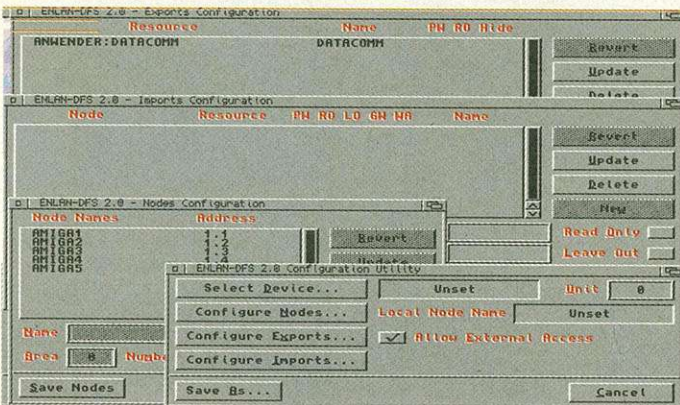 ENLAN-DFS 2.0 - Exports Configuration
Resource Name PW RO Hide
ANWENDER:DATACOMM DATACOMM
Revert
Update
Delete
ENLAN-DFS 2.0 - Imports Configuration
Node Resource PW RO LO GW WA Name
Revert
Update
Delete
New
Read Only
Leave Out
ENLAN-DFS 2.0 - Nodes Configuration
Node Names Address
AMIGA1 1.1
AMIGA2 1.2
AMIGA3 1.3
AMIGA4 1.4
AMIGA5
Revert
Update
Name
Area 0 Numbe
Save Nodes
ENLAN-DFS 2.0 Configuration Utility
Select Device... Unset Unit 0
Configure Nodes... Local Node Name Unset
Configure Exports... Allow External Access
Configure Imports...
Save As... Cancel